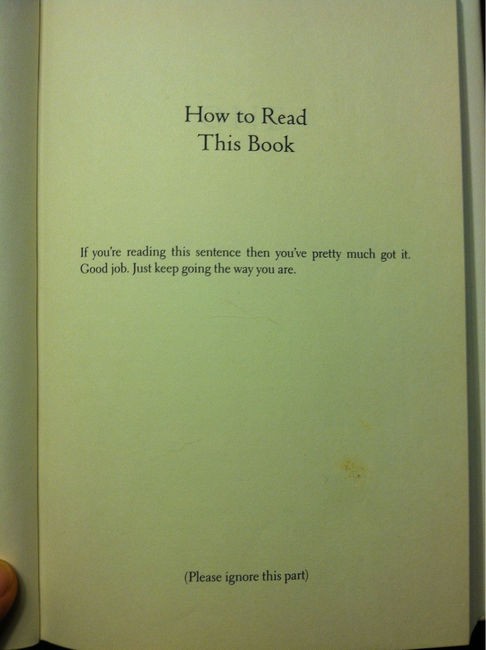 How to Read
This Book
If you're reading this sentence then you've pretty much got it.
Good job. Just keep going the way you are.
(Please ignore this part)